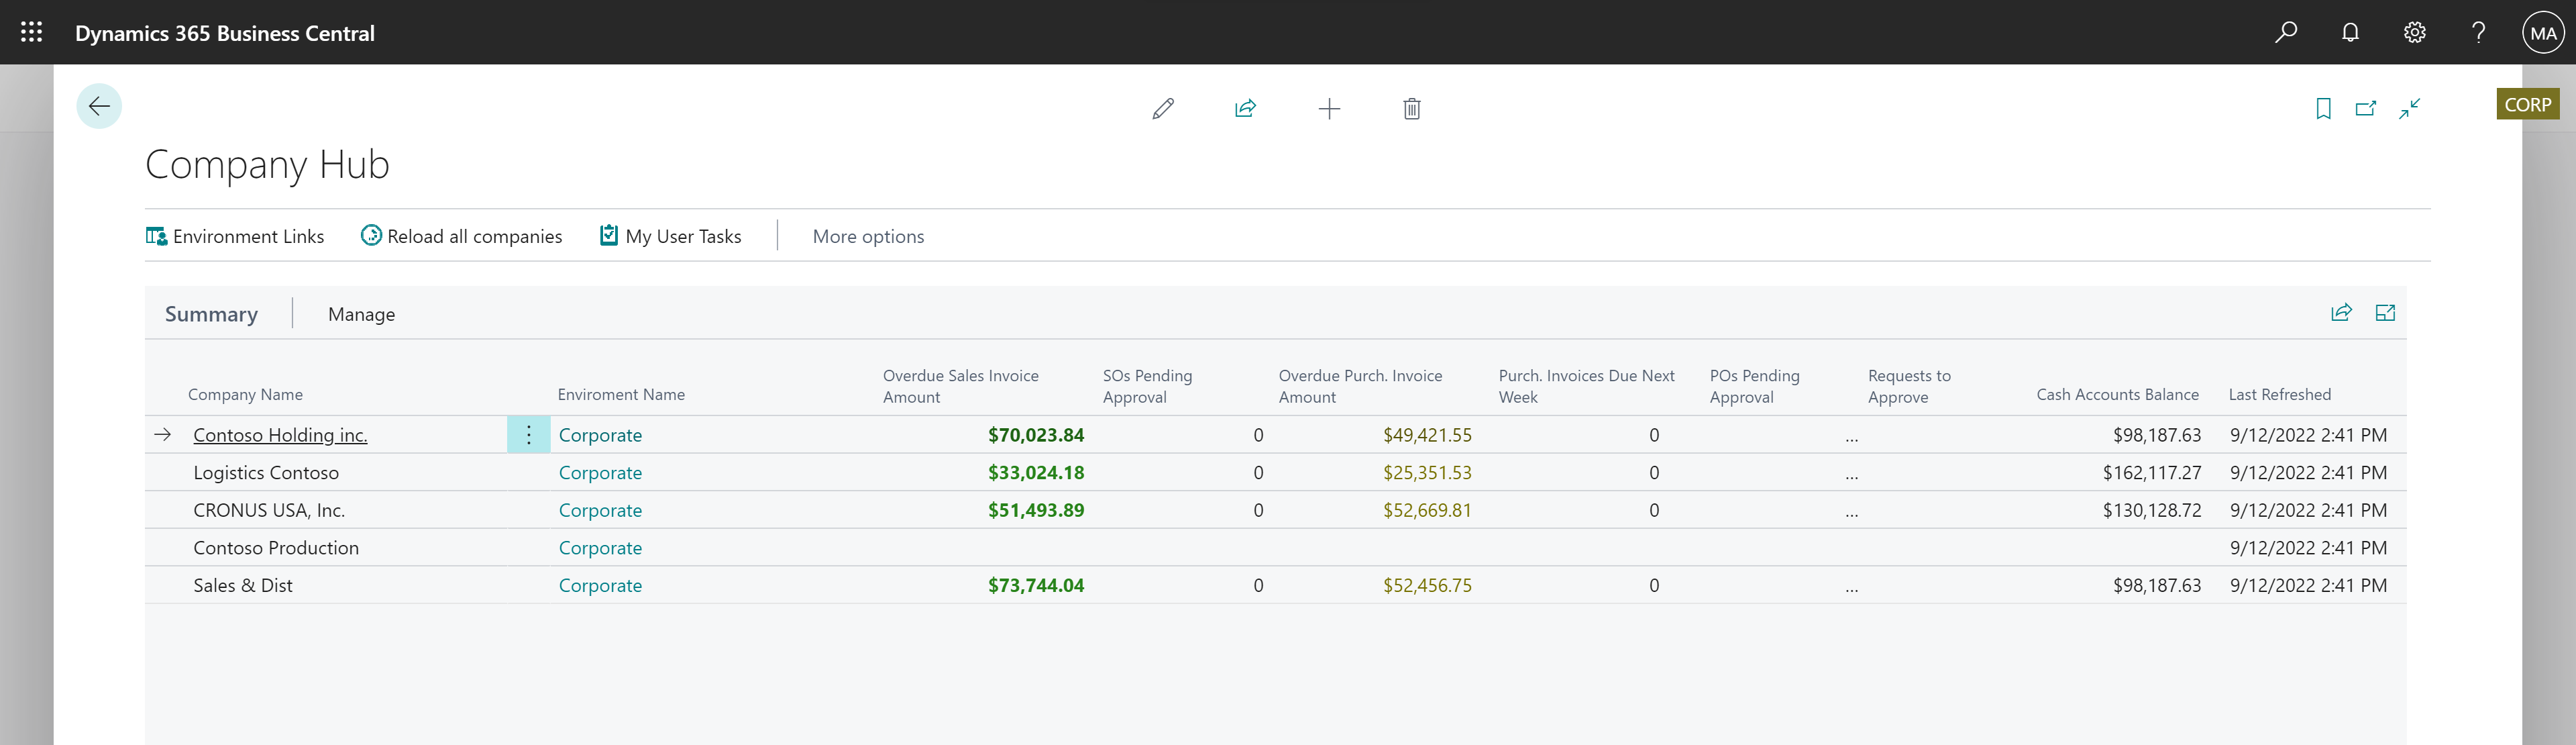 Dynamics 365 Business Central
MA
CORP
Company Hub
Environment Links Reload all companies My User Tasks More options
Summary Manage
Company Name Enviroment Name Overdue Sales Invoice Amount SOs Pending Approval Overdue Purch. Invoice Amount Purch. Invoices Due Next Week POs Pending Approval Requests to Approve Cash Accounts Balance Last Refreshed
Contoso Holding inc. Corporate $70,023.84 0 $49,421.55 0 ... $98,187.63 9/12/2022 2:41 PM
Logistics Contoso Corporate $33,024.18 0 $25,351.53 0 ... $162,117.27 9/12/2022 2:41 PM
CRONUS USA, Inc. Corporate $51,493.89 0 $52,669.81 0 ... $130,128.72 9/12/2022 2:41 PM
Contoso Production Corporate 9/12/2022 2:41 PM
Sales & Dist Corporate $73,744.04 0 $52,456.75 0 ... $98,187.63 9/12/2022 2:41 PM